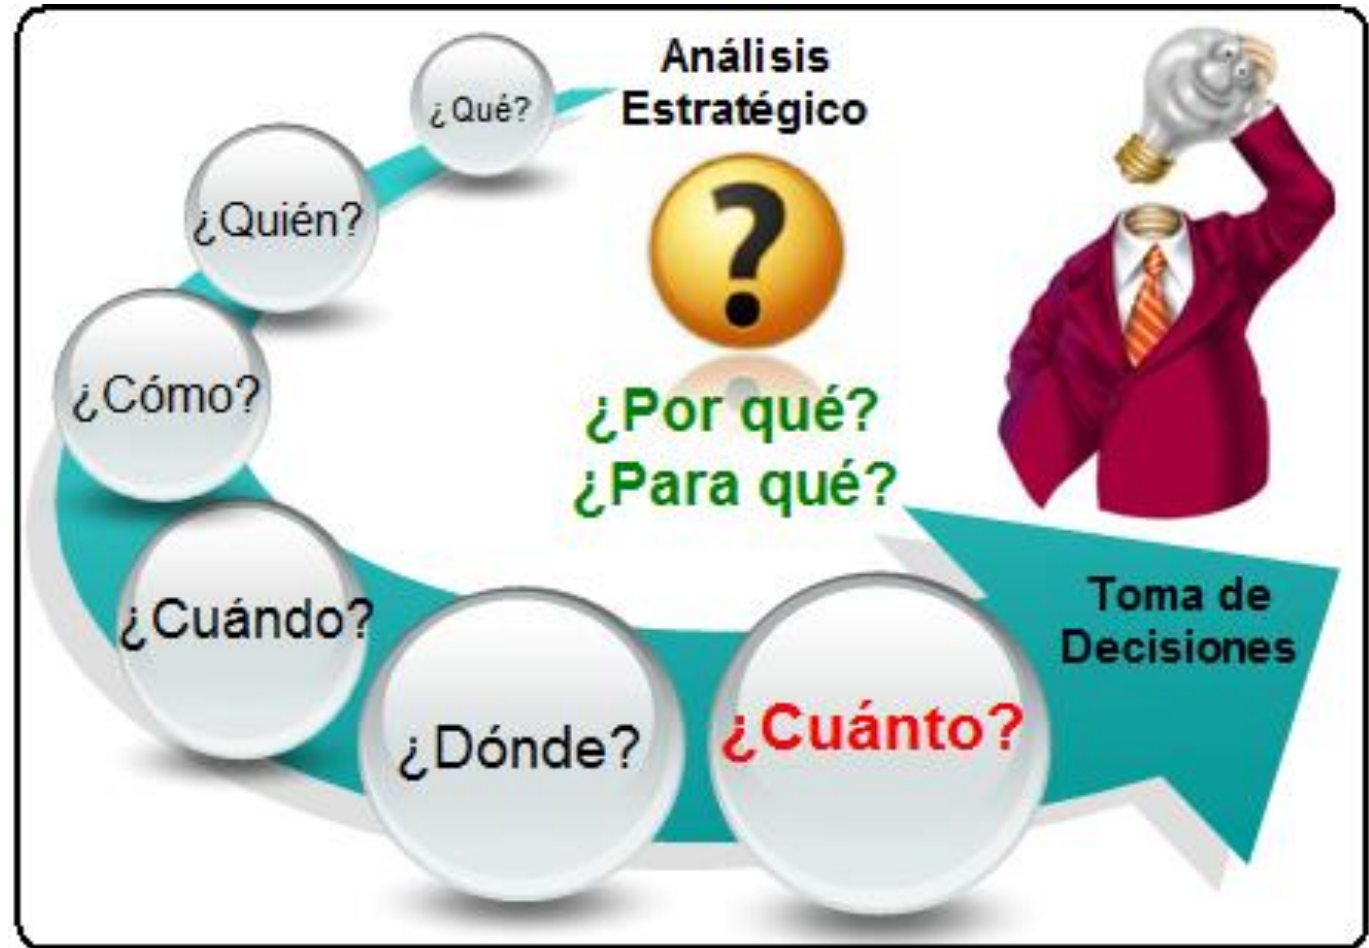 Análisis
Estratégico
¿Qué?
¿Quién?
¿Cómo?
¿Cuándo?
¿Dónde?
¿Cuánto?
?
¿Por qué?
¿Para qué?
Toma de
Decisiones